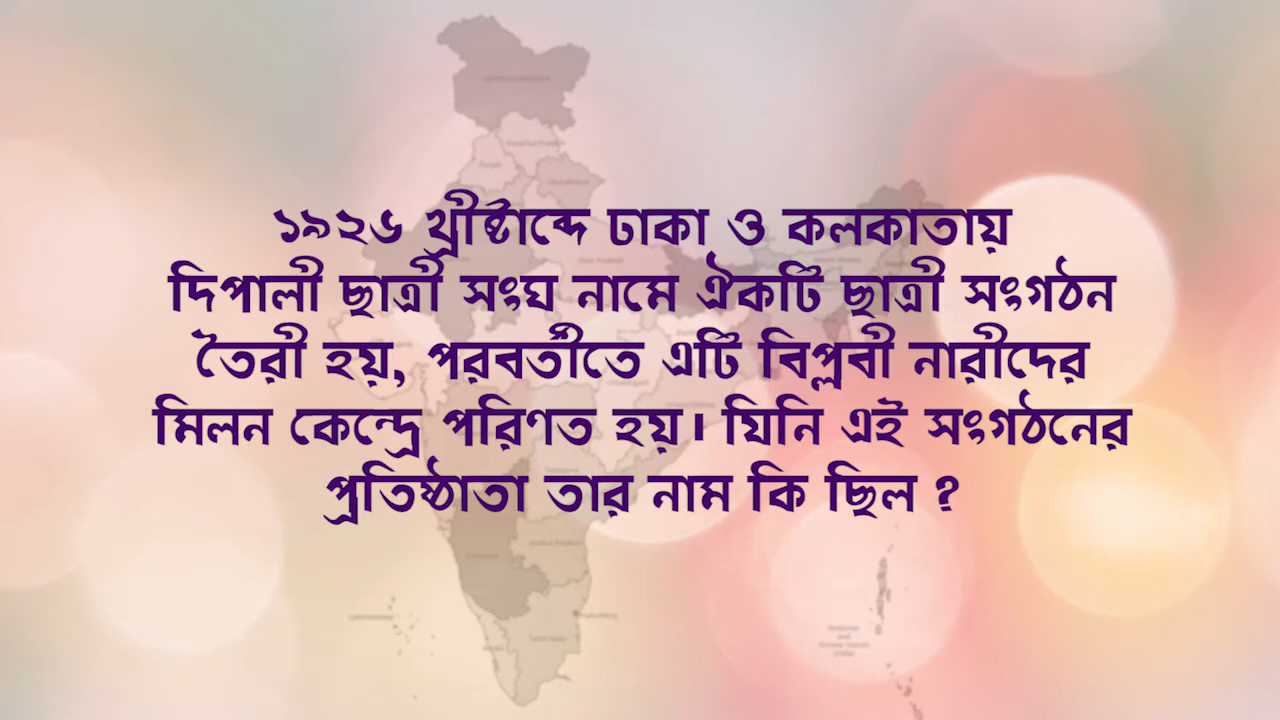 ১৯২৬ খ্রীষ্টাব্দে ঢাকা ও কলকাতায়
দিপালী ছাত্রী সংঘ নামে ঐকটি ছাত্রী সংগঠন
তৈরী হয়, পরবর্তীতে এটি বিপ্লবী নারীদের
মিলন কেন্দ্রে পরিণত হয়। যিনি এই সংগঠনের
প্রতিষ্ঠাতা তার নাম কি ছিল ?